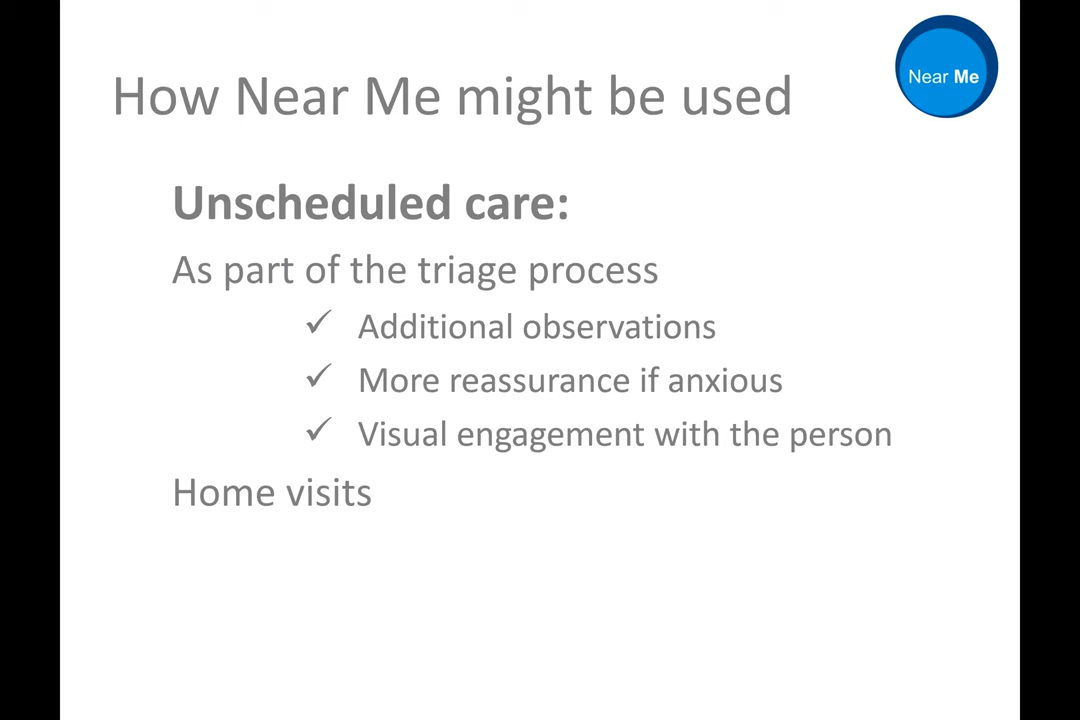 Near Me
How Near Me might be used
Unscheduled care:
As part of the triage process
✓ Additional observations
✓ More reassurance if anxious
✓ Visual engagement with the person
Home visits